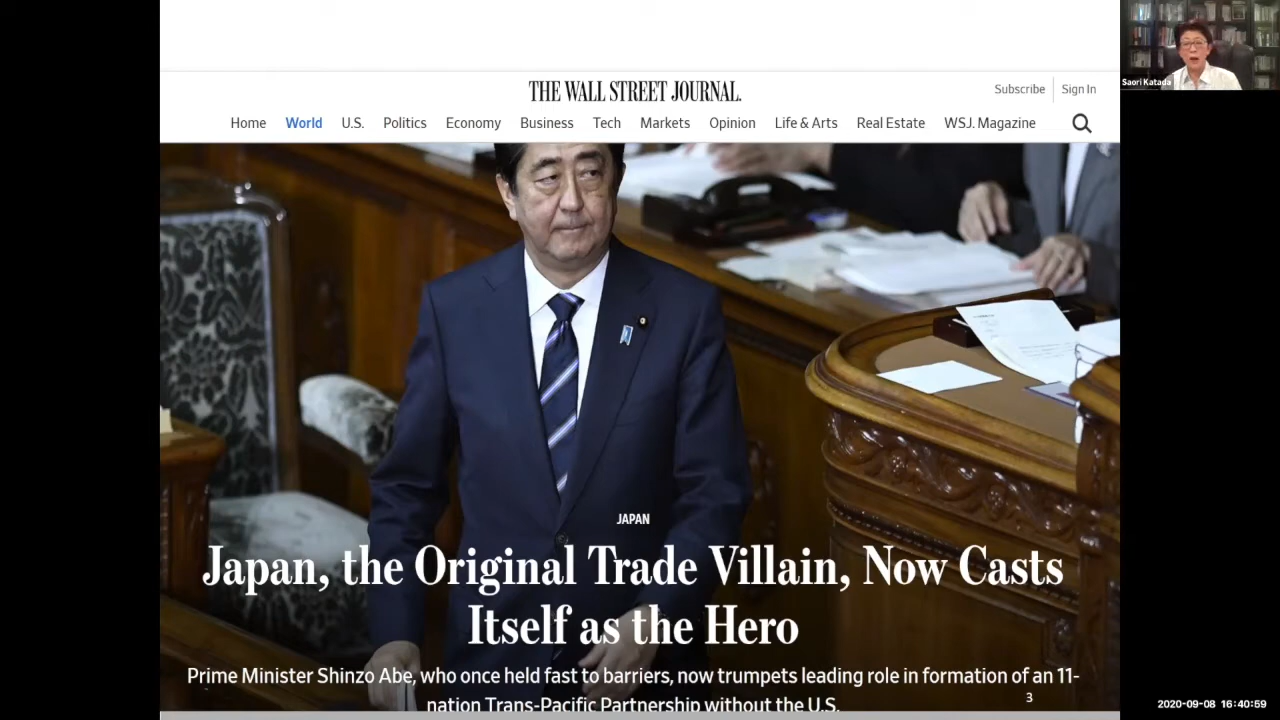 THE WALL STREET JOURNAL.
Subscribe Sign In
Home World U.S. Politics Economy Business Tech Markets Opinion Life & Arts Real Estate WSJ. Magazine
Saori Katada
JAPAN
Japan, the Original Trade Villain, Now Casts
Itself as the Hero
Prime Minister Shinzo Abe, who once held fast to barriers, now trumpets leading role in formation of an 11-
nation Trans-Pacific Partnership without the U.S.
3
2020-09-08 16:40:59